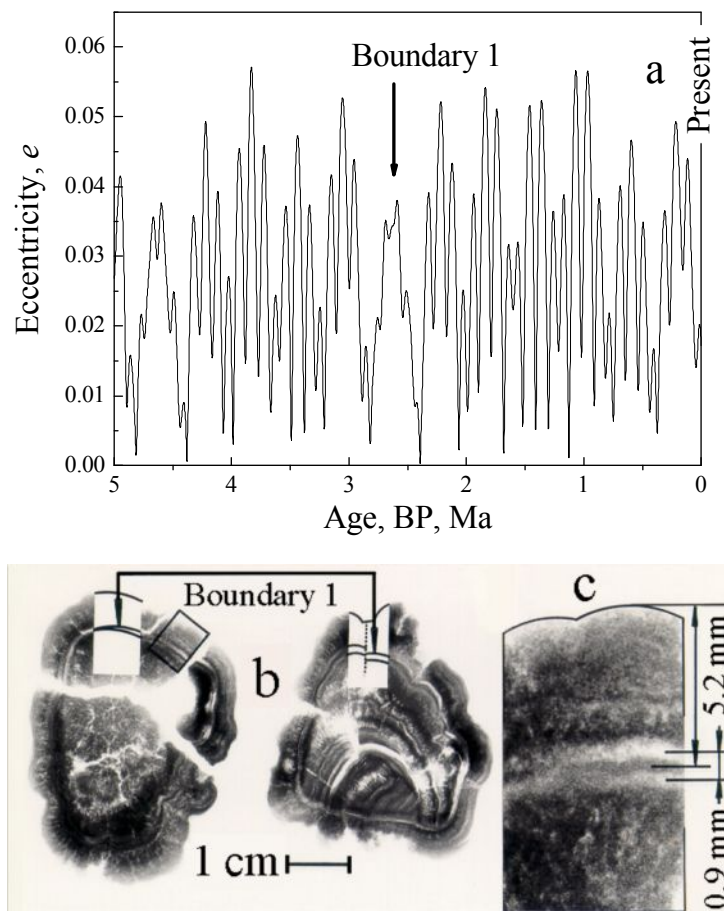 0.06
0.05
0.04
0.03
0.02
0.01
0.00
Eccentricity, e
Boundary 1
a
Present
5
4
3
2
1
0
Age, BP, Ma
Boundary 1
b
1 cm
c
5.2 mm
0.9 mm